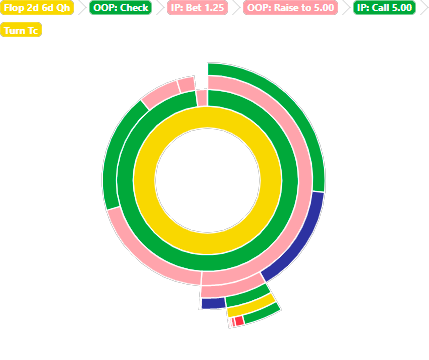 Flop 2d 6d Qh OOP: Check IP: Bet 1.25 OOP: Raise to 5.00 IP: Call 5.00
Turn Tc